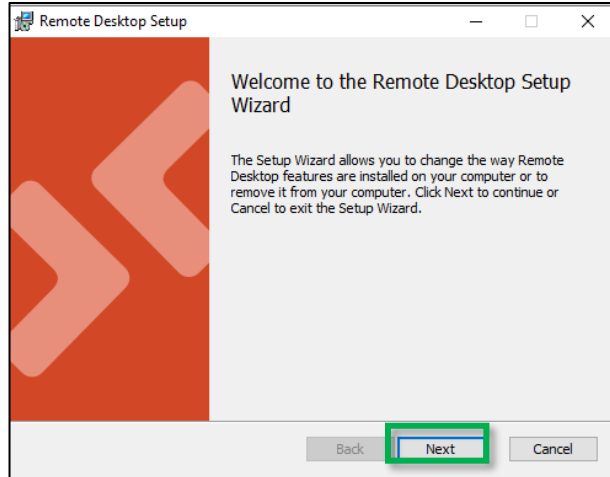 Remote Desktop Setup
Welcome to the Remote Desktop Setup
Wizard
The Setup Wizard allows you to change the way Remote
Desktop features are installed on your computer or to
remove it from your computer. Click Next to continue or
Cancel to exit the Setup Wizard.
Back Next Cancel